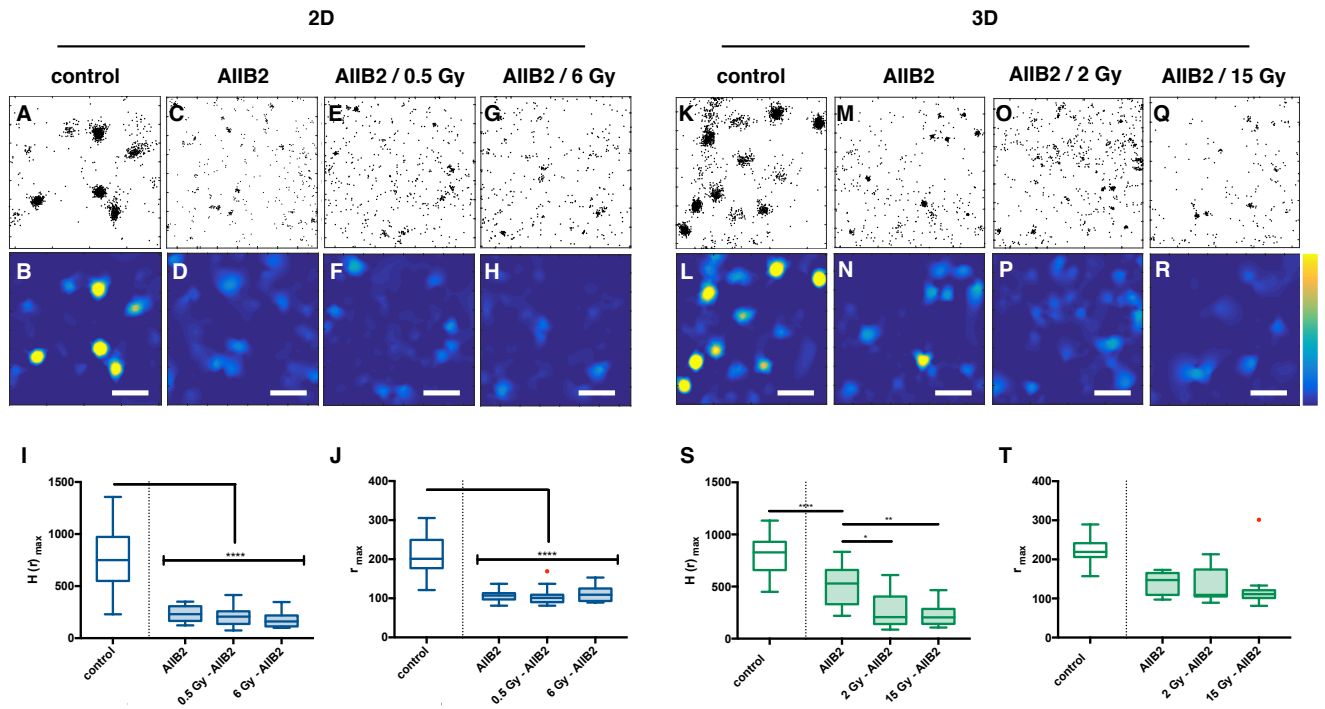 2D
3D
control
AIIB2
AIIB2 / 0.5 Gy
AIIB2 / 6 Gy
control
AIIB2
AIIB2 / 2 Gy
AIIB2 / 15 Gy
A
C
E
G
K
M
O
Q
B
D
F
H
L
N
P
R
I
J
S
T
H (r) max
1500
1000
500
0
****
control
AIIB2
0.5 Gy - AIIB2
6 Gy - AIIB2
r max
400
300
200
100
0
****
control
AIIB2
0.5 Gy - AIIB2
6 Gy - AIIB2
H (r) max
1500
1000
500
0
****
**
*
control
AIIB2
2 Gy - AIIB2
15 Gy - AIIB2
r max
400
300
200
100
0
control
AIIB2
2 Gy - AIIB2
15 Gy - AIIB2